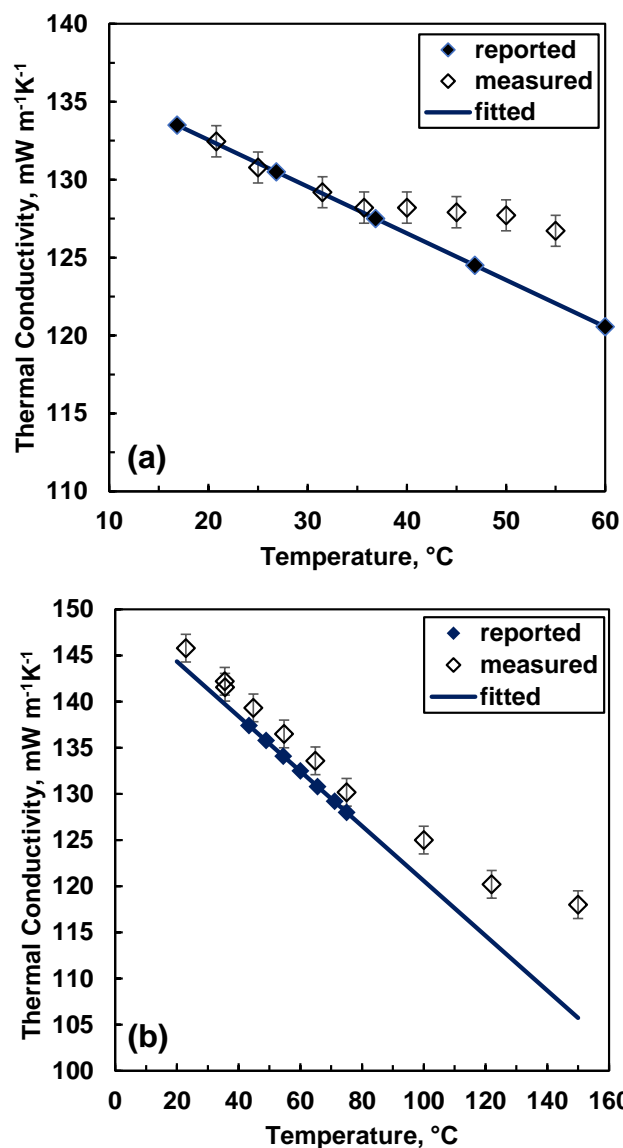 140
135
130
125
120
115
110
10
20
30
40
50
60
Thermal Conductivity, mW m⁻¹K⁻¹
Temperature, °C
reported
measured
fitted
(a)
150
145
140
135
130
125
120
115
110
105
100
0
20
40
60
80
100
120
140
160
Thermal Conductivity, mW m⁻¹K⁻¹
Temperature, °C
reported
measured
fitted
(b)